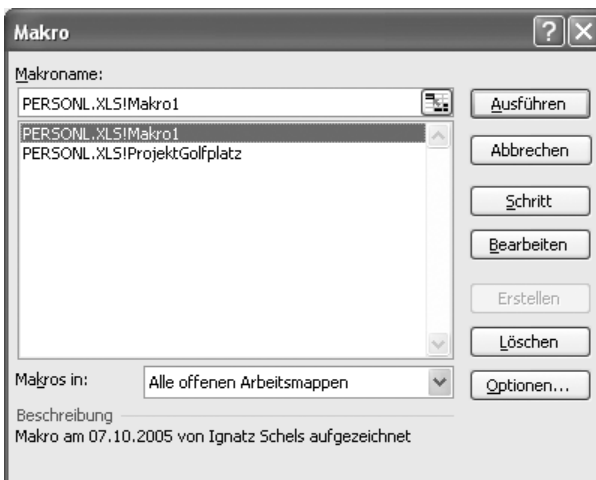 Makro
Makroname:
PERSONL.XLS!Makro1
Ausführen
PERSONL.XLS!Makro1
PERSONL.XLS!ProjektGolfplatz
Abbrechen
Schritt
Bearbeiten
Erstellen
Löschen
Makros in:
Alle offenen Arbeitsmappen
Optionen...
Beschreibung
Makro am 07.10.2005 von Ignatz Schels aufgezeichnet